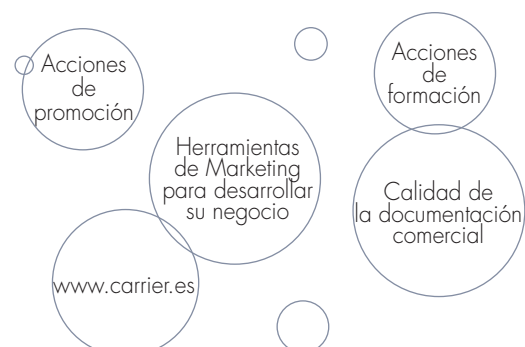 Acciones
de
promoción
Acciones
de
formación
Herramientas
de Marketing
para desarrollar
su negocio
Calidad de
la documentación
comercial
www.carrier.es